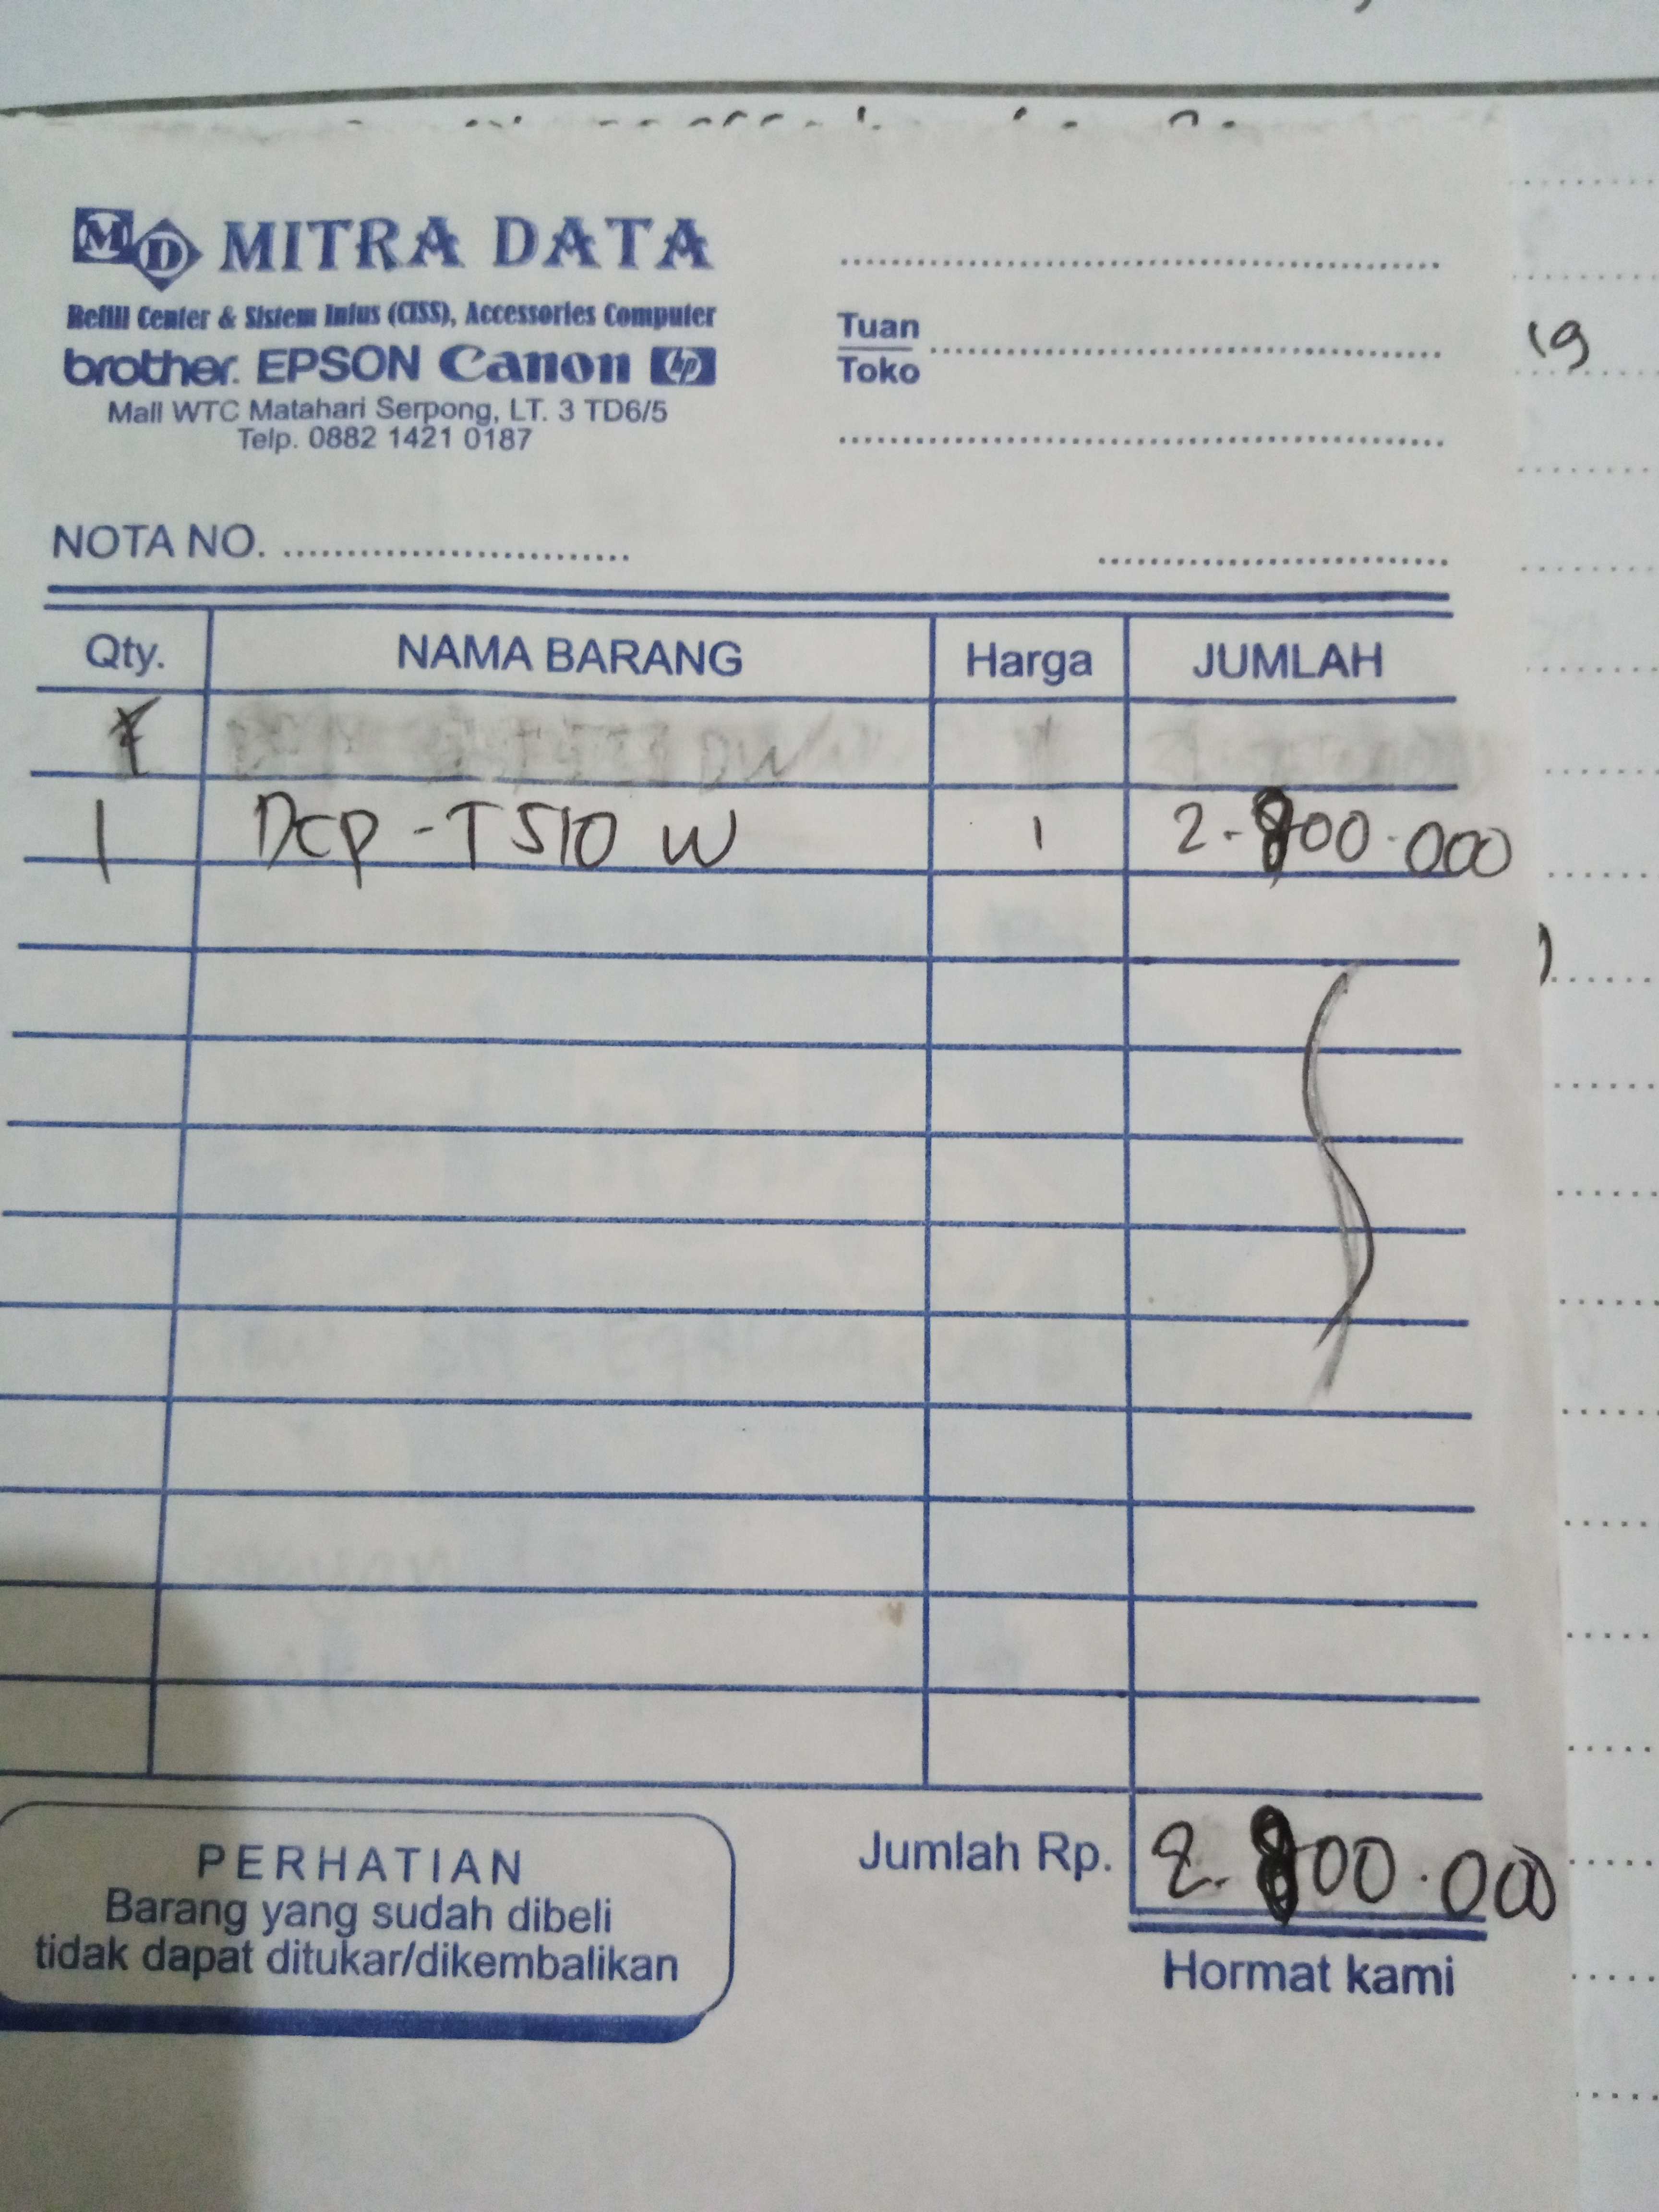 MD MITRA DATA
Refill Center & Sistem Infus (CISS), Accessories Computer
brother. EPSON Canon hp
Mall WTC Matahari Serpong, LT. 3 TD6/5
Telp. 0882 1421 0187
Tuan
Toko
19
NOTA NO.
Qty. NAMA BARANG Harga JUMLAH
1 DCP-T510 W 1 2.800.000
Jumlah Rp. 2.800.000
PERHATIAN
Barang yang sudah dibeli
tidak dapat ditukar/dikembalikan
Hormat kami